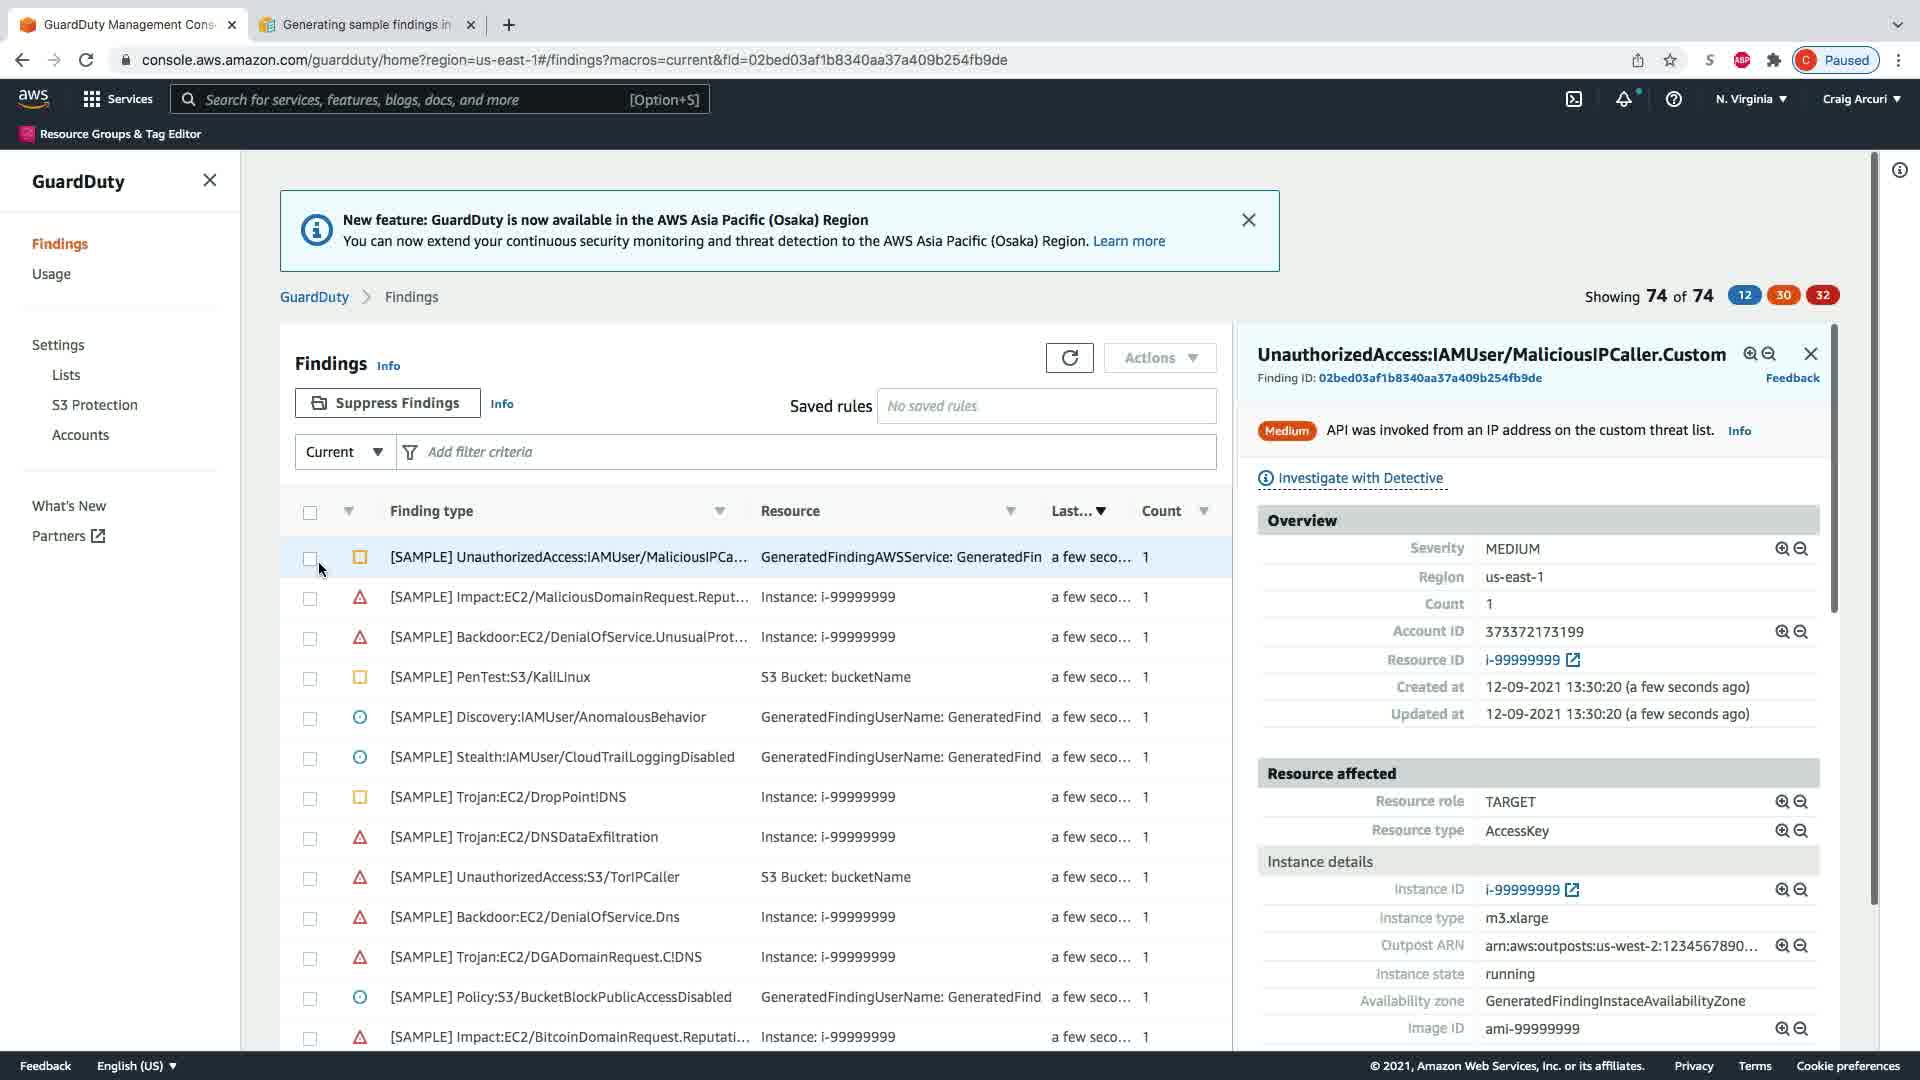 GuardDuty Management Cons
Generating sample findings in
console.aws.amazon.com/guardduty/home?region=us-east-1#/findings?macros=current&fId=02bed03af1b8340aa37a409b254fb9de
S
ABP
C Paused
aws
Services
Search for services, features, blogs, docs, and more [Option+S]
N. Virginia
Craig Arcuri
Resource Groups & Tag Editor
GuardDuty
Findings
Usage
Settings
Lists
S3 Protection
Accounts
What's New
Partners
New feature: GuardDuty is now available in the AWS Asia Pacific (Osaka) Region
You can now extend your continuous security monitoring and threat detection to the AWS Asia Pacific (Osaka) Region. Learn more
GuardDuty > Findings
Showing 74 of 74 12 30 32
Findings Info
Actions
Suppress Findings Info
Saved rules No saved rules
Current Add filter criteria
Finding type Resource Last... Count
[SAMPLE] UnauthorizedAccess:IAMUser/MaliciousIPCa... GeneratedFindingAWSService: GeneratedFin a few seco... 1
[SAMPLE] Impact:EC2/MaliciousDomainRequest.Reput... Instance: i-99999999 a few seco... 1
[SAMPLE] Backdoor:EC2/DenialOfService.UnusualProt... Instance: i-99999999 a few seco... 1
[SAMPLE] PenTest:S3/KaliLinux S3 Bucket: bucketName a few seco... 1
[SAMPLE] Discovery:IAMUser/AnomalousBehavior GeneratedFindingUserName: GeneratedFind a few seco... 1
[SAMPLE] Stealth:IAMUser/CloudTrailLoggingDisabled GeneratedFindingUserName: GeneratedFind a few seco... 1
[SAMPLE] Trojan:EC2/DropPoint!DNS Instance: i-99999999 a few seco... 1
[SAMPLE] Trojan:EC2/DNSDataExfiltration Instance: i-99999999 a few seco... 1
[SAMPLE] UnauthorizedAccess:S3/TorIPCaller S3 Bucket: bucketName a few seco... 1
[SAMPLE] Backdoor:EC2/DenialOfService.Dns Instance: i-99999999 a few seco... 1
[SAMPLE] Trojan:EC2/DGADomainRequest.C!DNS Instance: i-99999999 a few seco... 1
[SAMPLE] Policy:S3/BucketBlockPublicAccessDisabled GeneratedFindingUserName: GeneratedFind a few seco... 1
[SAMPLE] Impact:EC2/BitcoinDomainRequest.Reputati... Instance: i-99999999 a few seco... 1
UnauthorizedAccess:IAMUser/MaliciousIPCaller.Custom
Finding ID: 02bed03af1b8340aa37a409b254fb9de Feedback
Medium API was invoked from an IP address on the custom threat list. Info
Investigate with Detective
Overview
Severity MEDIUM
Region us-east-1
Count 1
Account ID 373372173199
Resource ID i-99999999
Created at 12-09-2021 13:30:20 (a few seconds ago)
Updated at 12-09-2021 13:30:20 (a few seconds ago)
Resource affected
Resource role TARGET
Resource type AccessKey
Instance details
Instance ID i-99999999
Instance type m3.xlarge
Outpost ARN arn:aws:outposts:us-west-2:1234567890...
Instance state running
Availability zone GeneratedFindingInstaceAvailabilityZone
Image ID ami-99999999
Feedback English (US)
© 2021, Amazon Web Services, Inc. or its affiliates. Privacy Terms Cookie preferences